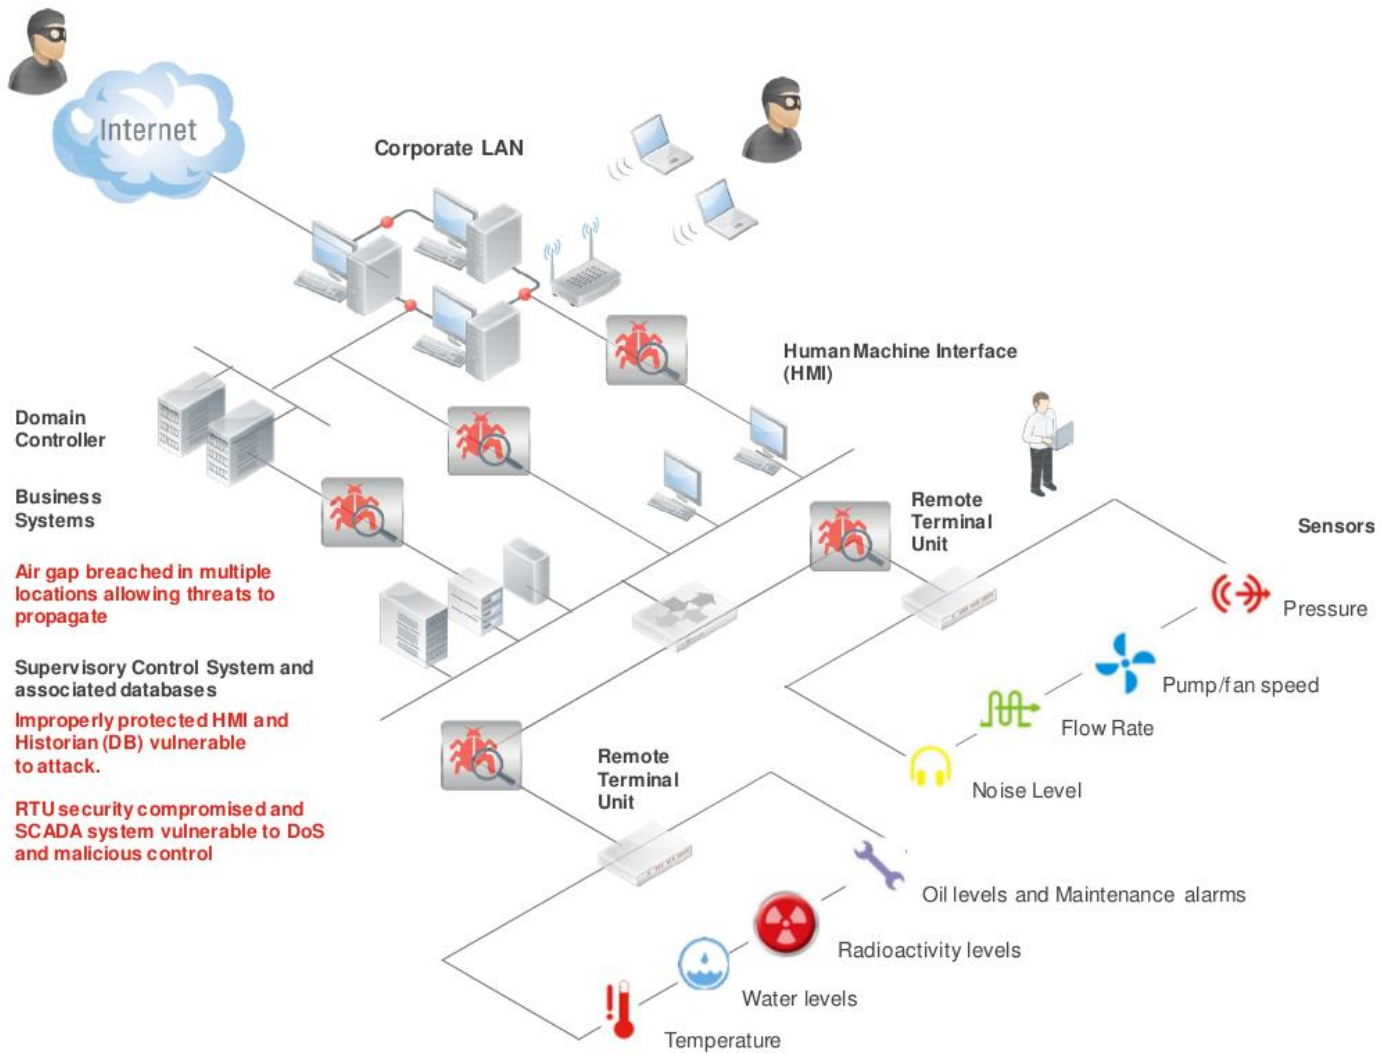 Internet
Corporate LAN
Human Machine Interface
(HMI)
Domain
Controller
Business
Systems
Remote
Terminal
Unit
Sensors
Air gap breached in multiple
locations allowing threats to
propagate
Pressure
Supervisory Control System and
associated databases
Pump/fan speed
Improperly protected HMI and
Historian (DB) vulnerable
to attack.
Flow Rate
Remote
Terminal
Unit
Noise Level
RTU security compromised and
SCADA system vulnerable to DoS
and malicious control
Oil levels and Maintenance alarms
Radioactivity levels
Water levels
Temperature